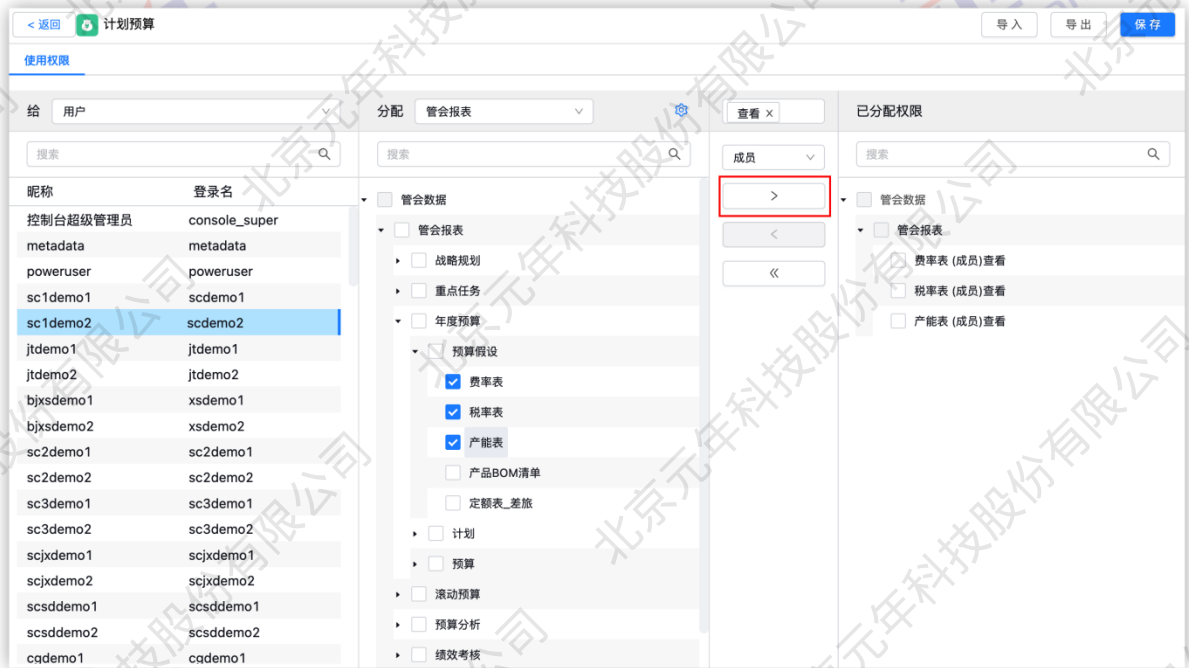 < 返回 计划预算 导入 导出 保存
使用权限
给 用户 分配 管会报表 查看 × 已分配权限
搜索 搜索 成员 搜索
昵称 登录名
控制台超级管理员 console_super
metadata metadata
poweruser poweruser
sc1demo1 scdemo1
sc1demo2 scdemo2
jtdemo1 jtdemo1
jtdemo2 jtdemo2
bjxsdemo1 xsdemo1
bjxsdemo2 xsdemo2
sc2demo1 sc2demo1
sc2demo2 sc2demo2
sc3demo1 sc3demo1
sc3demo2 sc3demo2
scjxdemo1 scjxdemo1
scjxdemo2 scjxdemo2
scsddemo1 scsddemo1
scsddemo2 scsddemo2
cgdemo1 cgdemo1
管会数据
管会报表
战略规划
重点任务
年度预算
预算假设
费率表
税率表
产能表
产品BOM清单
定额表_差旅
计划
预算
滚动预算
预算分析
绩效考核
>
<
«
管会数据
管会报表
费率表 (成员)查看
税率表 (成员)查看
产能表 (成员)查看
北京元年科技股份有限公司